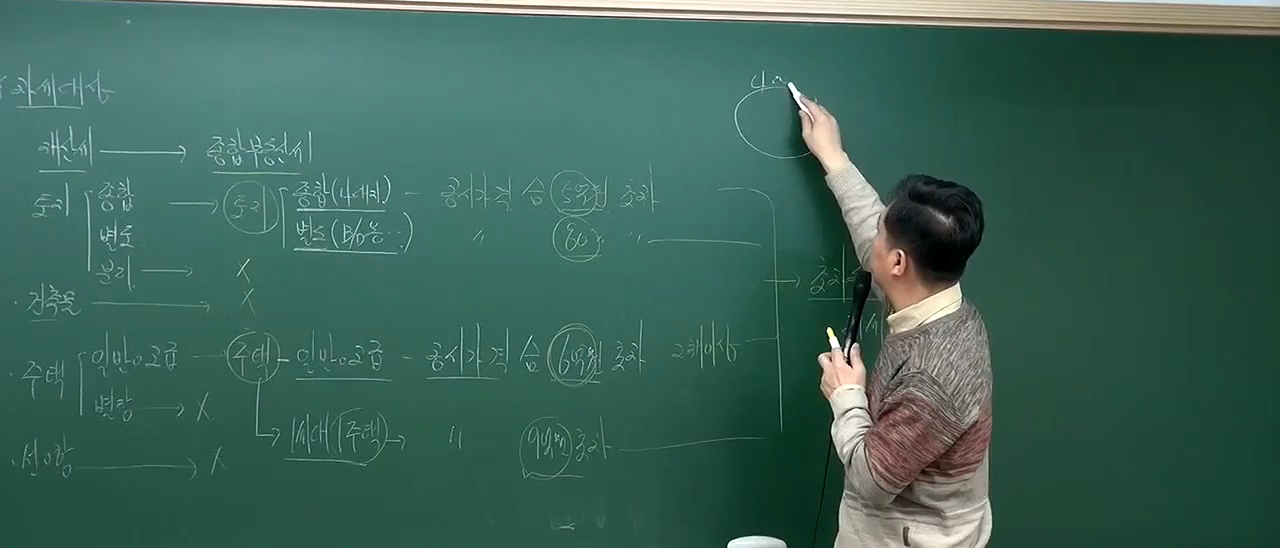 과세대상
재산세 → 종합부동산세
토지 종합 → 토지 종합(나대지) - 공시가격 合 5억원 초과
별도 별도(B/D용…) 〃 80 〃
분리 → X
·건축물 → X
·주택 일반·고급 → 주택 - 일반·고급 - 공시가격 合 6억원 초과 2채이상
별장 → X
1세대 1주택 → 〃 9억원 초과
·선·항 → X